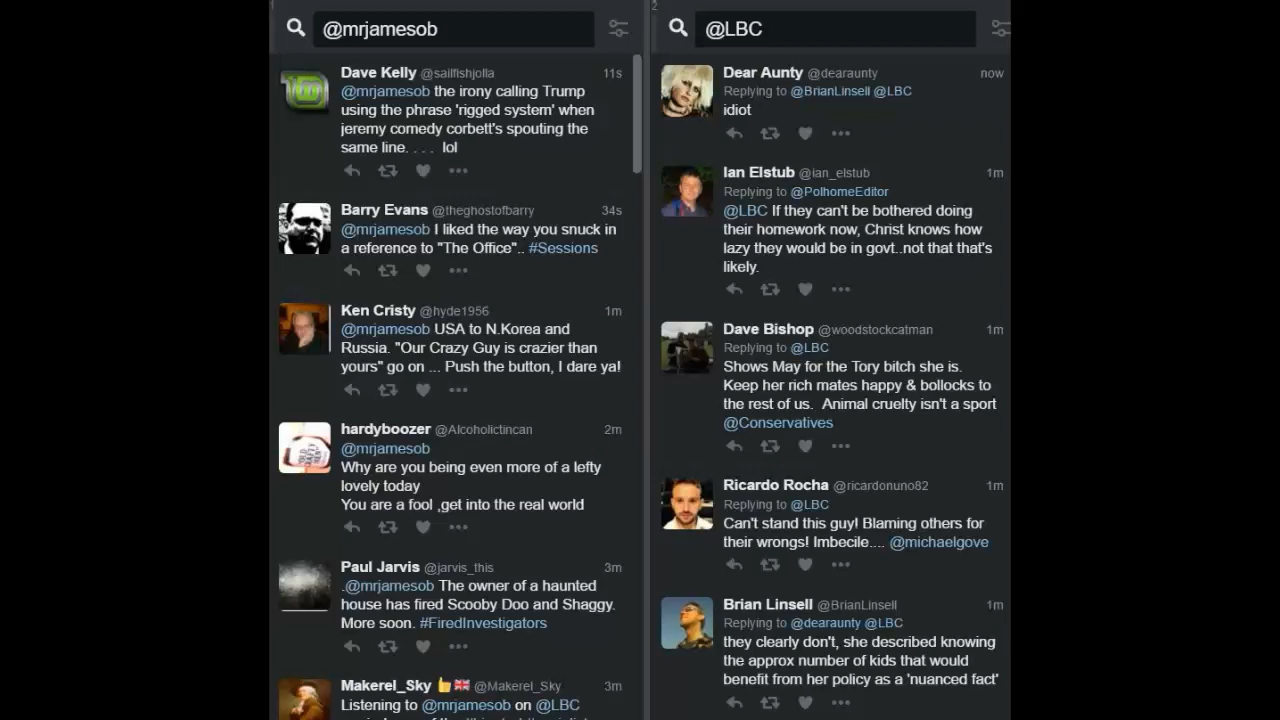 1
@mrjamesob
Dave Kelly @sailfishjolla 11s
@mrjamesob the irony calling Trump
using the phrase 'rigged system' when
jeremy comedy corbett's spouting the
same line. . . . lol
Barry Evans @theghostofbarry 34s
@mrjamesob I liked the way you snuck in
a reference to "The Office".. #Sessions
Ken Cristy @hyde1956 1m
@mrjamesob USA to N.Korea and
Russia. "Our Crazy Guy is crazier than
yours" go on ... Push the button, I dare ya!
hardyboozer @Alcoholictincan 2m
@mrjamesob
Why are you being even more of a lefty
lovely today
You are a fool ,get into the real world
Paul Jarvis @jarvis_this 3m
.@mrjamesob The owner of a haunted
house has fired Scooby Doo and Shaggy.
More soon. #FiredInvestigators
Makerel_Sky 👍🇬🇧 @Makerel_Sky 3m
Listening to @mrjamesob on @LBC
2
@LBC
Dear Aunty @dearaunty now
Replying to @BrianLinsell @LBC
idiot
Ian Elstub @ian_elstub 1m
Replying to @PolhomeEditor
@LBC If they can't be bothered doing
their homework now, Christ knows how
lazy they would be in govt..not that that's
likely.
Dave Bishop @woodstockcatman 1m
Replying to @LBC
Shows May for the Tory bitch she is.
Keep her rich mates happy & bollocks to
the rest of us.  Animal cruelty isn't a sport
@Conservatives
Ricardo Rocha @ricardonuno82 1m
Replying to @LBC
Can't stand this guy! Blaming others for
their wrongs! Imbecile.... @michaelgove
Brian Linsell @BrianLinsell 1m
Replying to @dearaunty @LBC
they clearly don't, she described knowing
the approx number of kids that would
benefit from her policy as a 'nuanced fact'